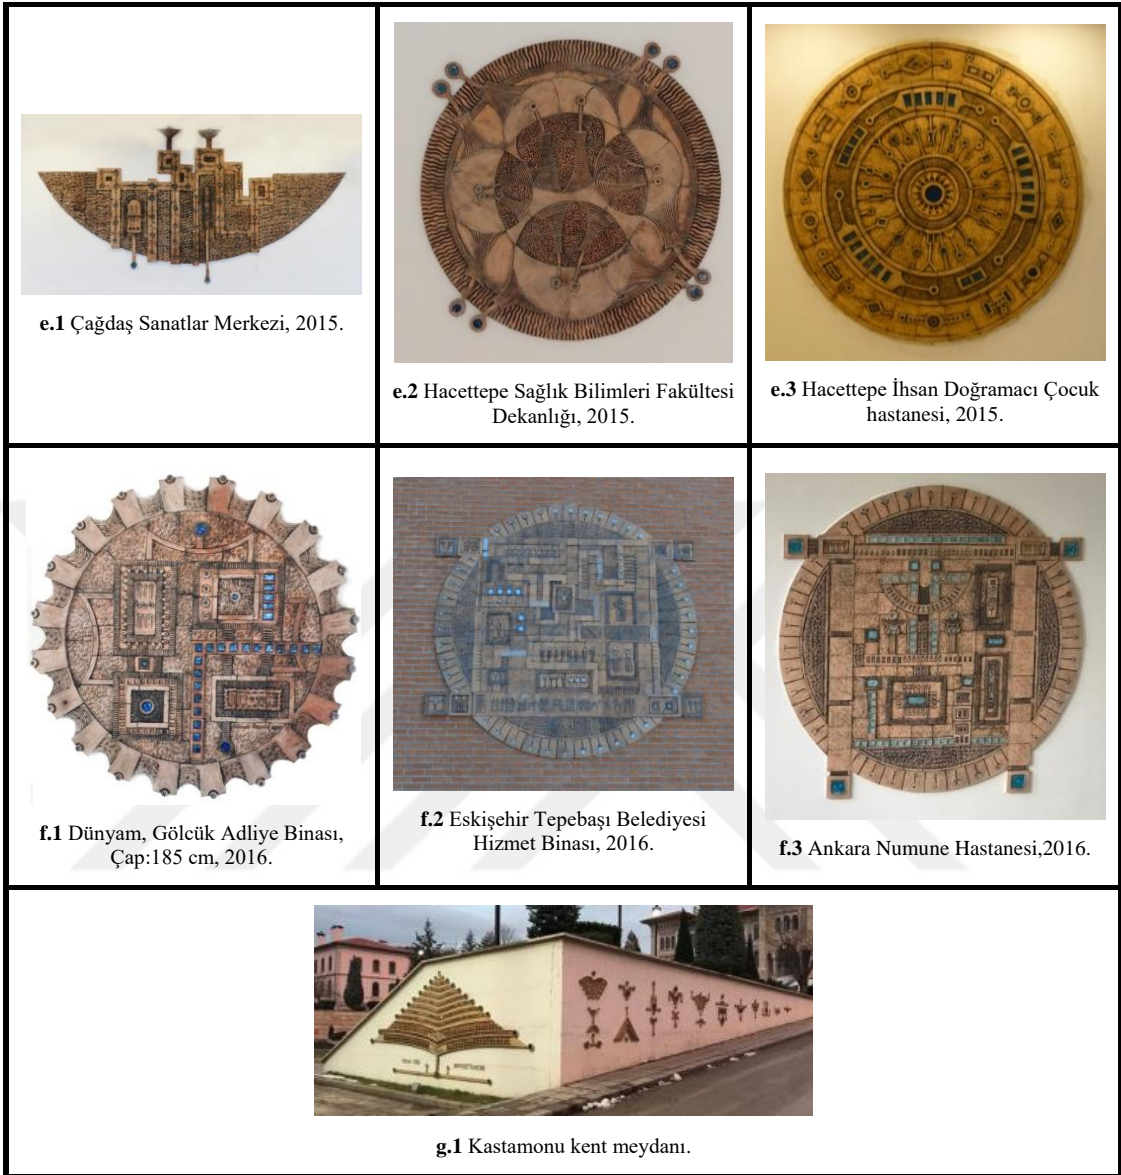 e.1 Çağdaş Sanatlar Merkezi, 2015.
e.2 Hacettepe Sağlık Bilimleri Fakültesi
Dekanlığı, 2015.
e.3 Hacettepe İhsan Doğramacı Çocuk
hastanesi, 2015.
f.1 Dünyam, Gölcük Adliye Binası,
Çap:185 cm, 2016.
f.2 Eskişehir Tepebaşı Belediyesi
Hizmet Binası, 2016.
f.3 Ankara Numune Hastanesi,2016.
g.1 Kastamonu kent meydanı.